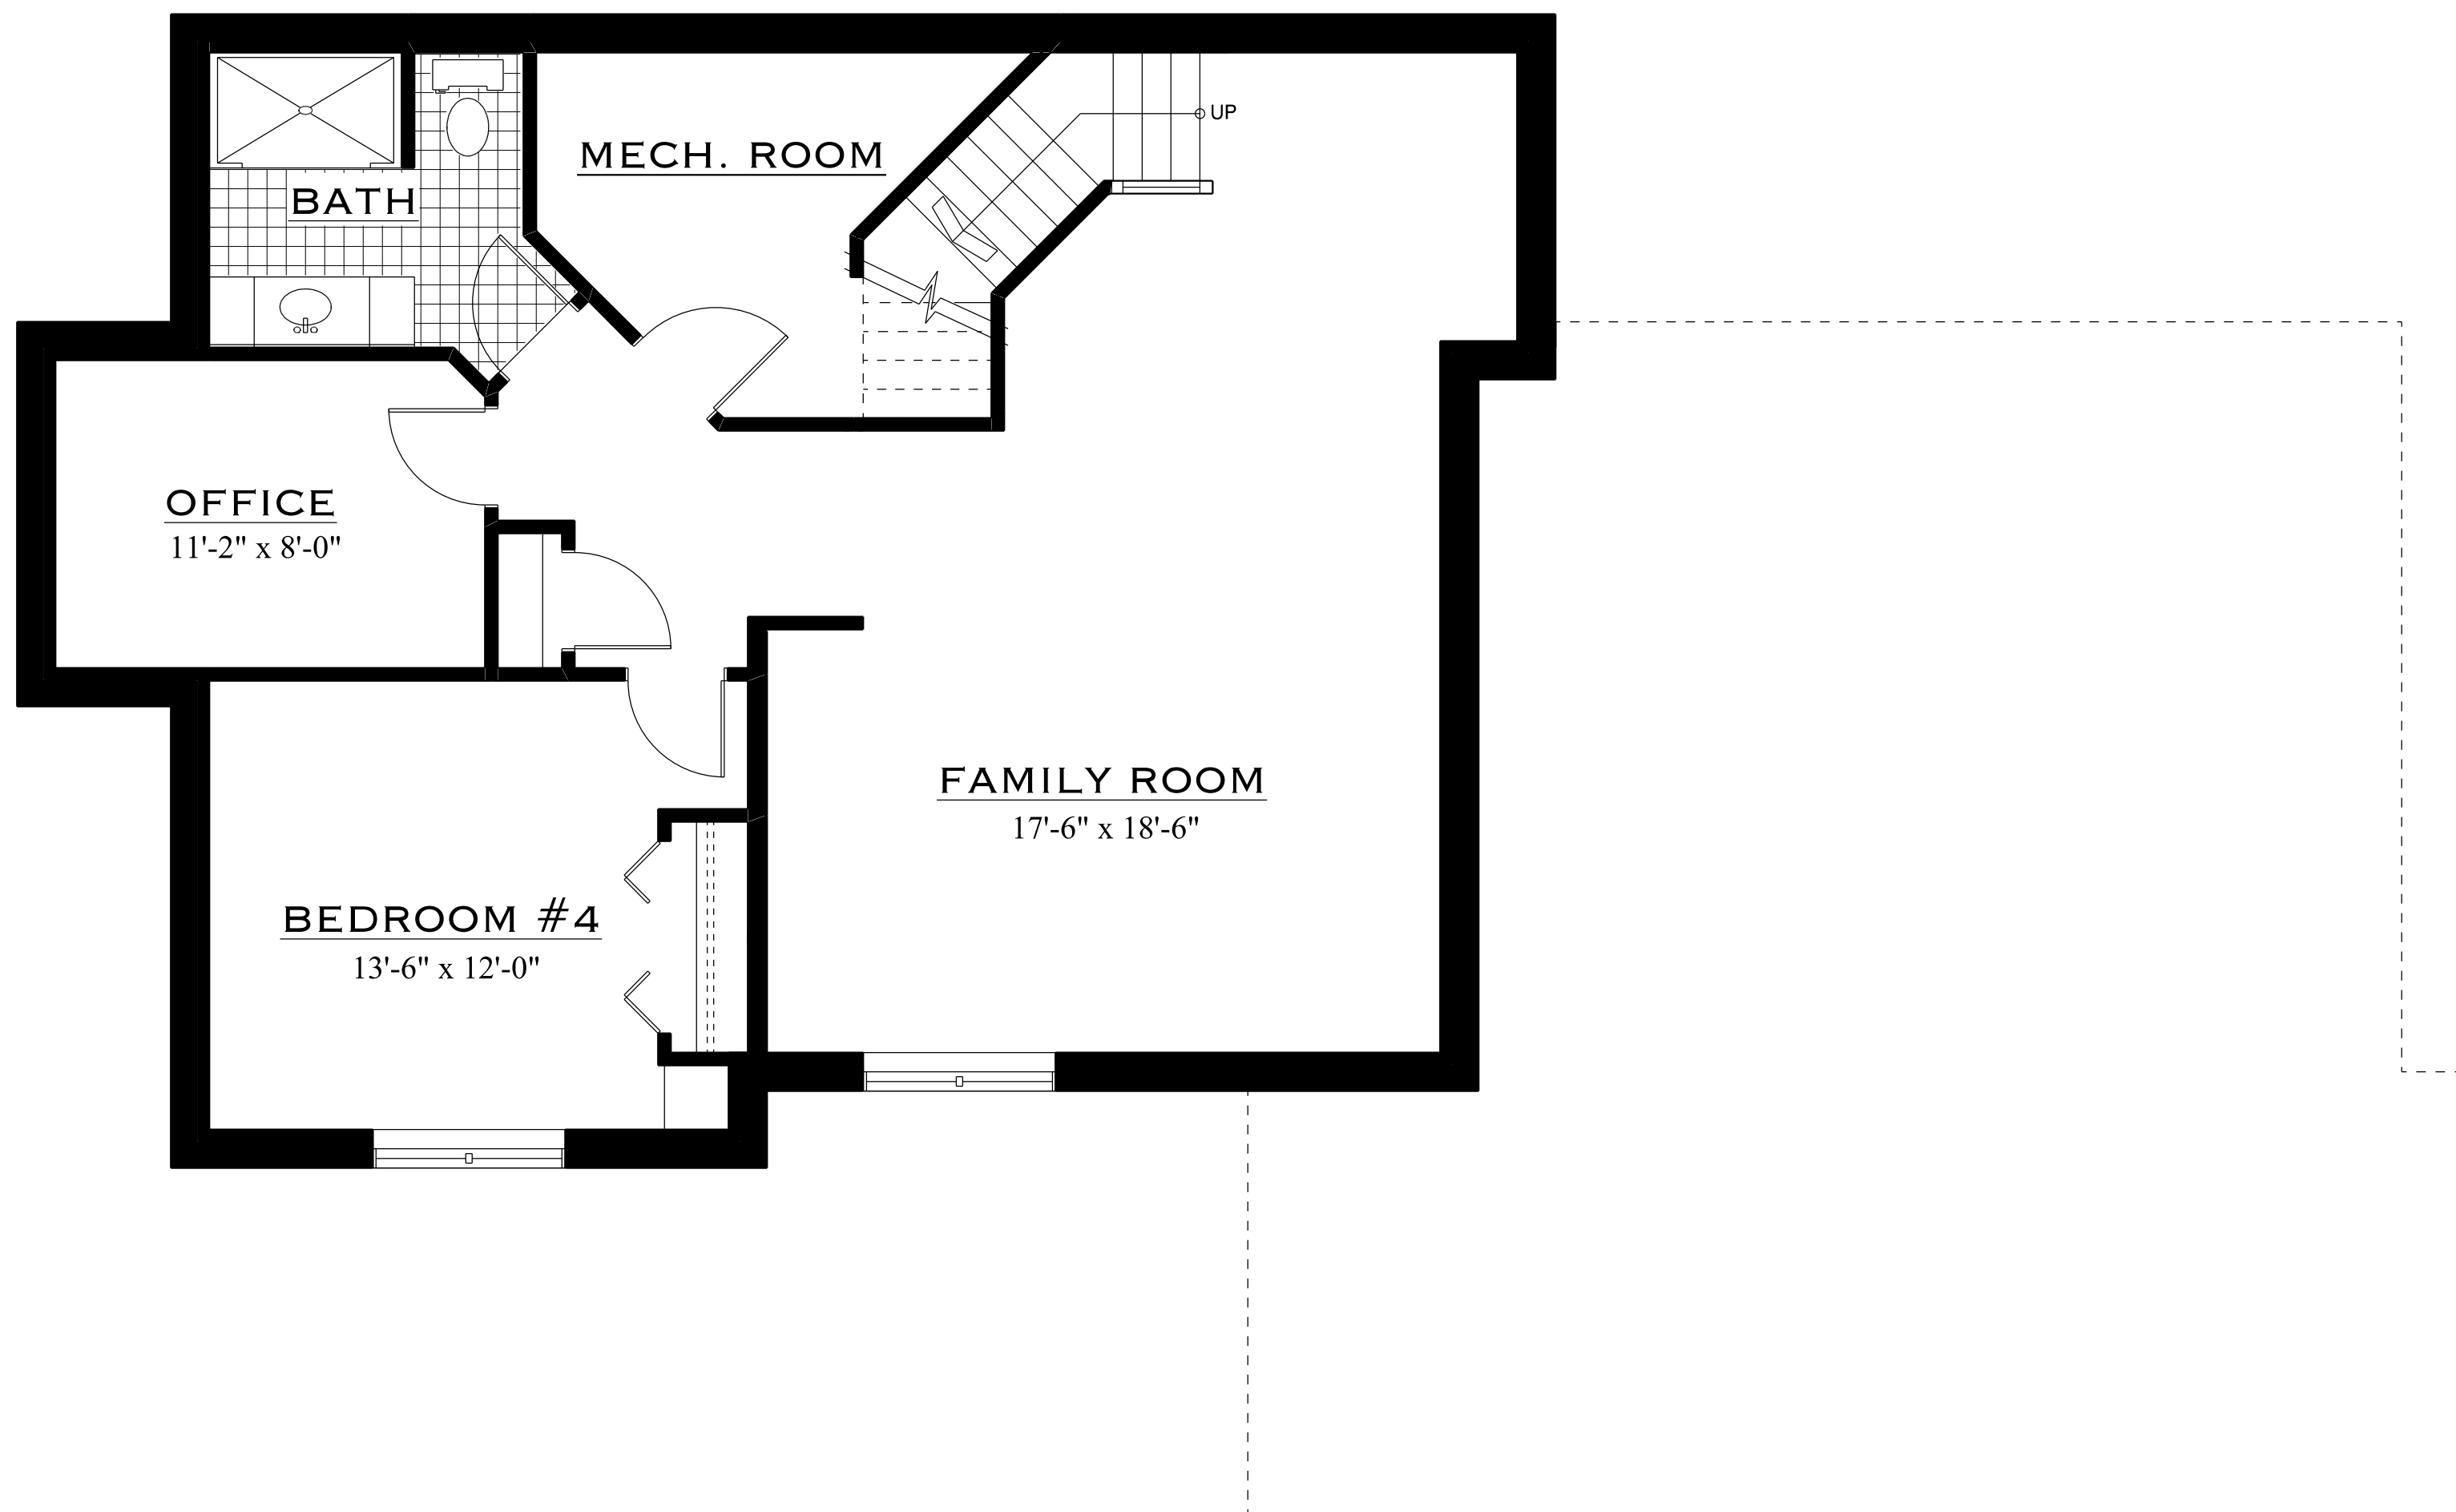 UP
MECH. ROOM
BATH
OFFICE
11'-2" x 8'-0"
FAMILY ROOM
17'-6" x 18'-6"
BEDROOM #4
13'-6" x 12'-0"